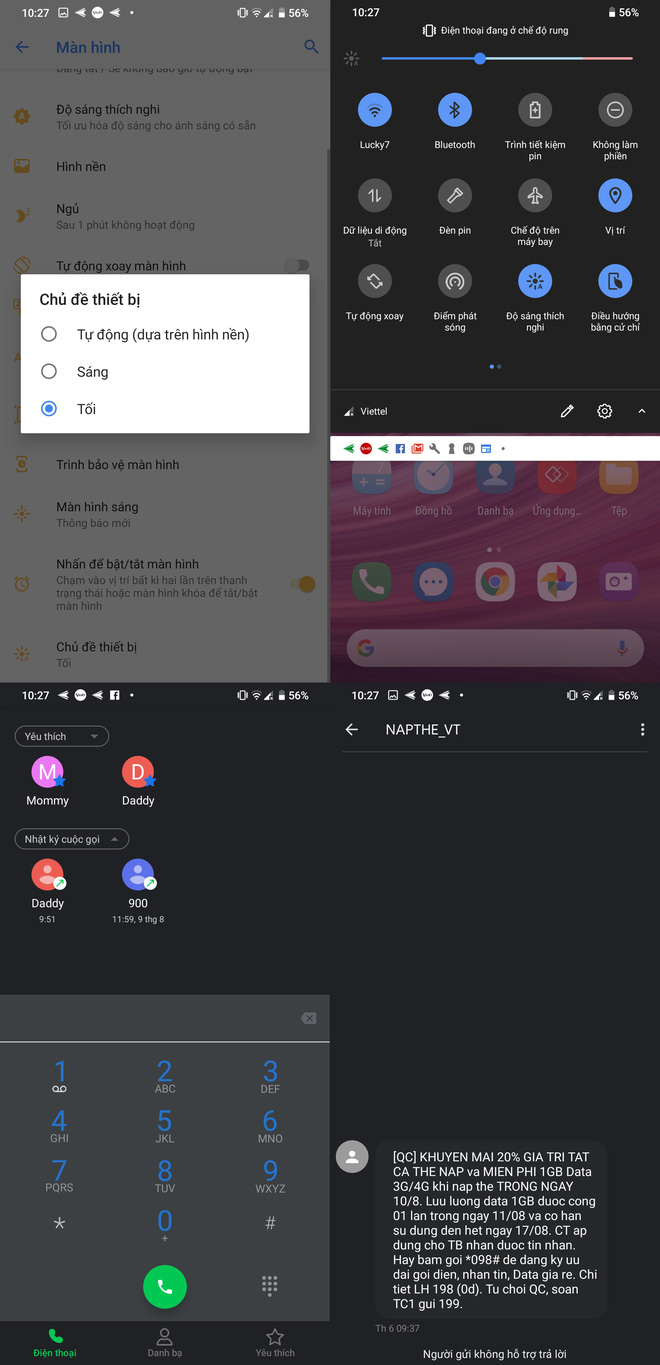 10:27
56%
Màn hình
Đang tắt / Sẽ không bao giờ tự động bật
Độ sáng thích nghi
Tối ưu hóa độ sáng cho ánh sáng có sẵn
Hình nền
Ngủ
Sau 1 phút không hoạt động
Tự động xoay màn hình
Chủ đề thiết bị
Tự động (dựa trên hình nền)
Sáng
Tối
Trình bảo vệ màn hình
Màn hình sáng
Thông báo mới
Nhấn để bật/tắt màn hình
Chạm vào vị trí bất kì hai lần trên thanh
trạng thái hoặc màn hình khóa để tắt/bật
màn hình
Chủ đề thiết bị
Tối
10:27
56%
Điện thoại đang ở chế độ rung
Lucky7
Bluetooth
Trình tiết kiệm
pin
Không làm
phiền
Dữ liệu di động
Tắt
Đèn pin
Chế độ trên
máy bay
Vị trí
Tự động xoay
Điểm phát
sóng
Độ sáng thích
nghi
Điều hướng
bằng cử chỉ
Viettel
Máy tính
Đồng hồ
Danh bạ
Ứng dụng...
Tệp
10:27
56%
Yêu thích
M
D
Mommy
Daddy
Nhật ký cuộc gọi
Daddy
900
9:51
11:59, 9 thg 8
1
2
3
ABC
DEF
4
5
6
GHI
JKL
MNO
7
8
9
PQRS
TUV
WXYZ
*
0
#
+
Điện thoại
Danh bạ
Yêu thích
10:27
56%
NAPTHE_VT
[QC] KHUYEN MAI 20% GIA TRI TAT
CA THE NAP va MIEN PHI 1GB Data
3G/4G khi nap the TRONG NGAY
10/8. Luu luong data 1GB duoc cong
01 lan trong ngay 11/08 va co han
su dung den het ngay 17/08. CT ap
dung cho TB nhan duoc tin nhan.
Hay bam goi *098# de dang ky uu
dai goi dien, nhan tin, Data gia re. Chi
tiet LH 198 (0d). Tu choi QC, soan
TC1 gui 199.
Th 6 09:37
Người gửi không hỗ trợ trả lời